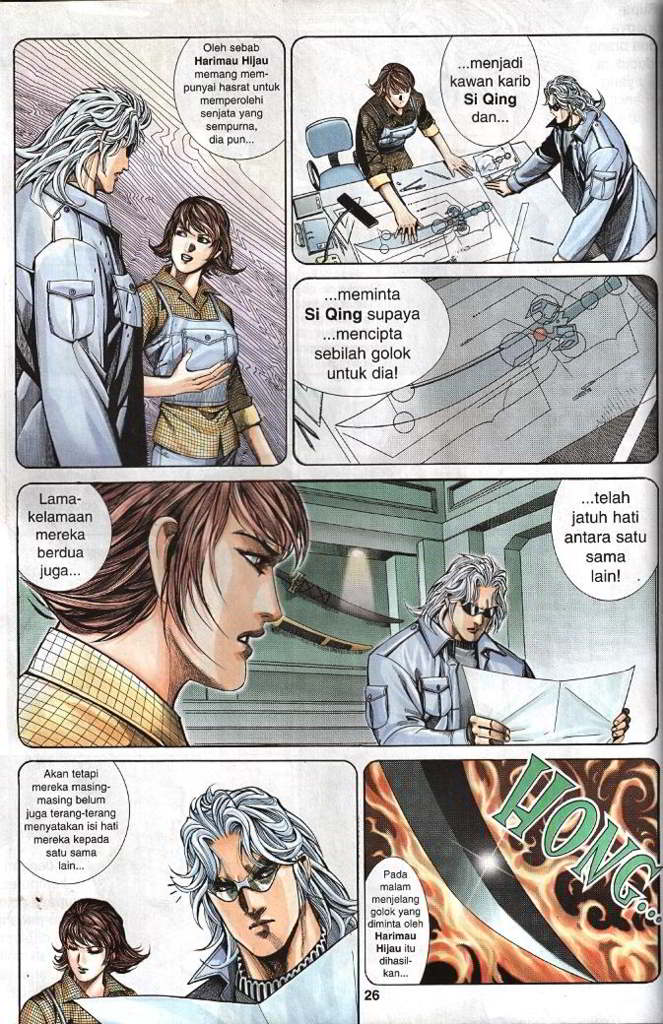 Oleh sebab
Harimau Hijau
memang mem-
punyai hasrat untuk
memperolehi
senjata yang
sempurna,
dia pun...
...menjadi
kawan karib
Si Qing
dan...
...meminta
Si Qing supaya
...mencipta
sebilah golok
untuk dia!
Lama-
kelamaan
mereka
berdua
juga...
...telah
jatuh hati
antara satu
sama
lain!
Akan tetapi
mereka masing-
masing belum
juga terang-terang
menyatakan isi hati
mereka kepada
satu sama
lain...
Pada
malam
menjelang
golok yang
diminta oleh
Harimau
Hijau itu
dihasil-
kan...
HONG...
26